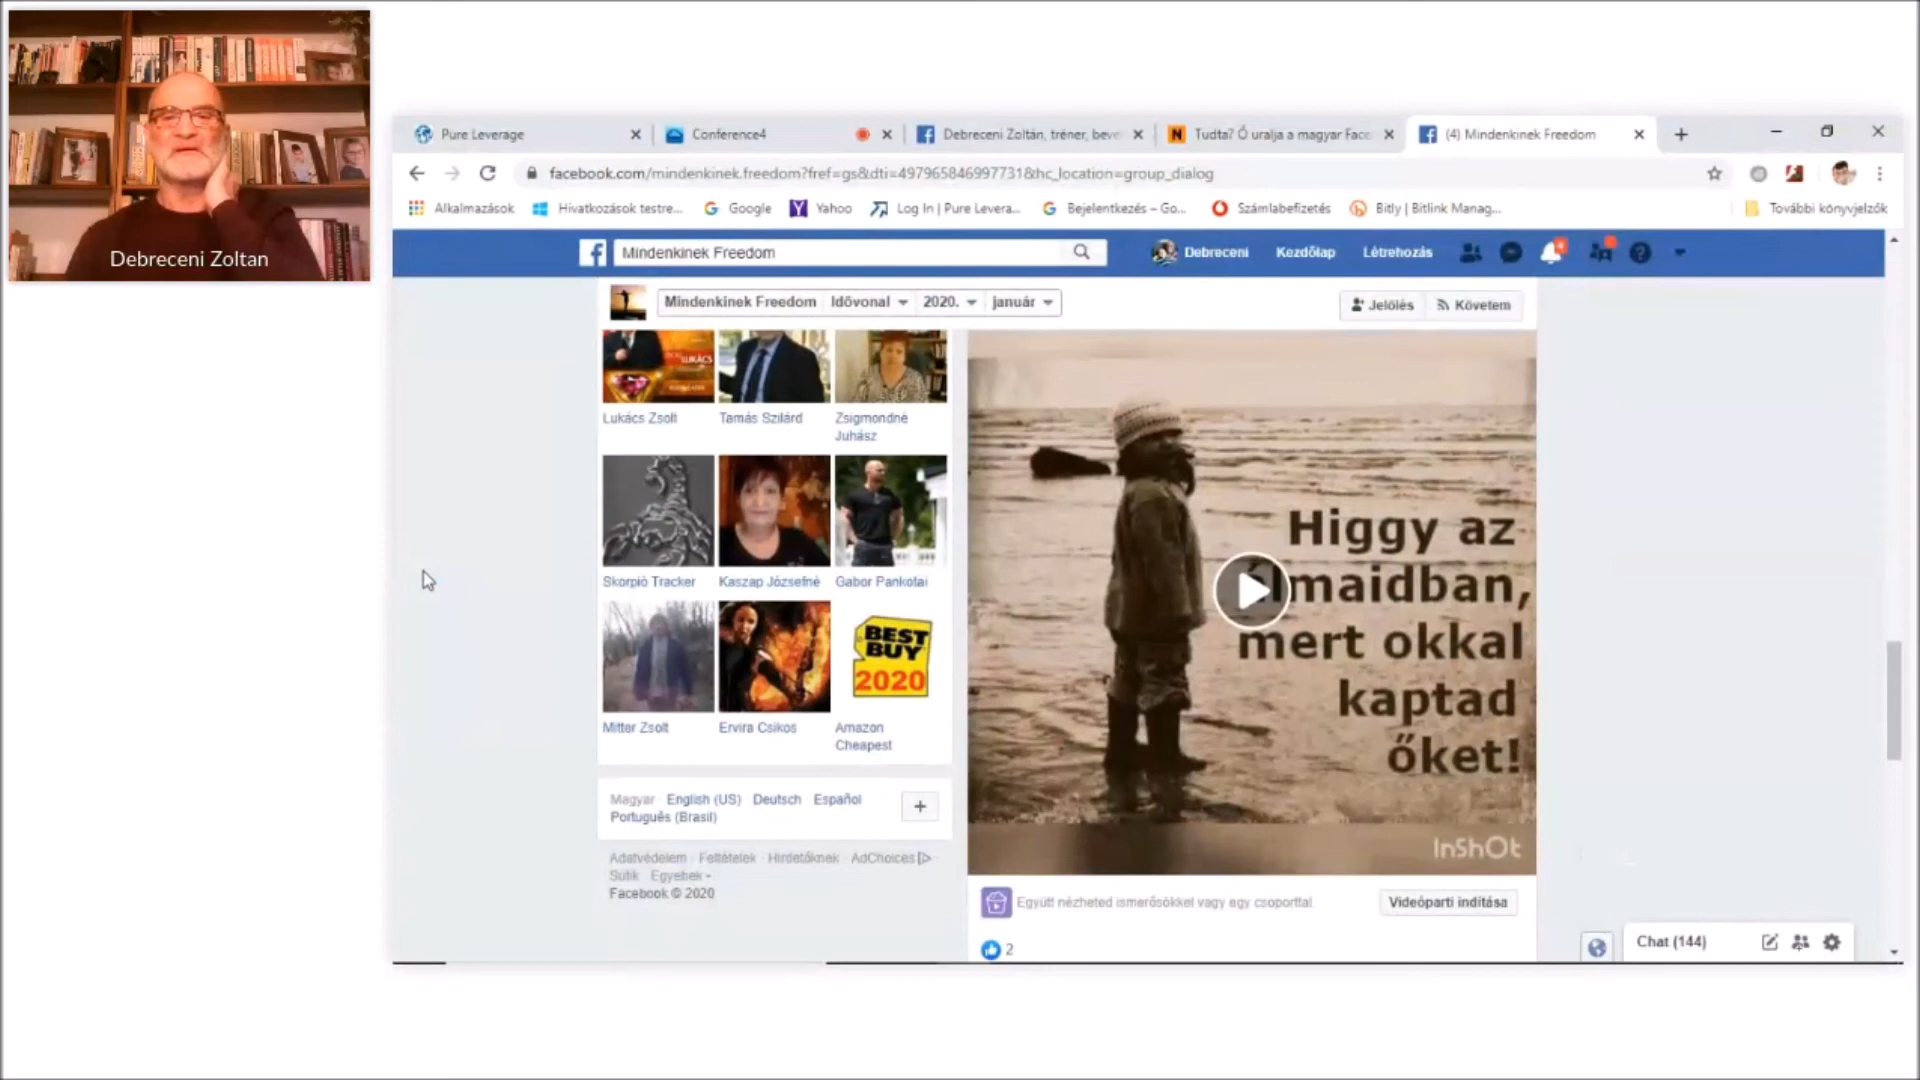 Debreceni Zoltan
Pure Leverage
Conference4
Debreceni Zoltán, tréner, beve
Tudta? Ő uralja a magyar Face
(4) Mindenkinek Freedom
facebook.com/mindenkinek.freedom?fref=gs&dti=497965846997731&hc_location=group_dialog
Alkalmazások
Hivatkozások testre...
Google
Yahoo
Log In | Pure Levera...
Bejelentkezés – Go...
Számlabefizetés
Bitly | Bitlink Manag...
További könyvjelzők
Mindenkinek Freedom
Debreceni
Kezdőlap
Létrehozás
Mindenkinek Freedom
Idővonal
2020.
január
Jelölés
Követem
LUKÁCS
Lukács Zsolt
Tamás Szilárd
Zsigmondné
Juhász
Skorpió Tracker
Kaszap Józsefné
Gabor Pankotai
BEST
BUY
2020
Mitter Zsolt
Ervira Csikos
Amazon
Cheapest
Magyar · English (US) · Deutsch · Español ·
Português (Brasil)
Adatvédelem · Feltételek · Hirdetőknek · AdChoices ·
Sütik · Egyebek
Facebook © 2020
Higgy az
álmaidban,
mert okkal
kaptad
őket!
InShOt
Együtt nézheted ismerősökkel vagy egy csoporttal.
Videóparti indítása
2
Chat (144)